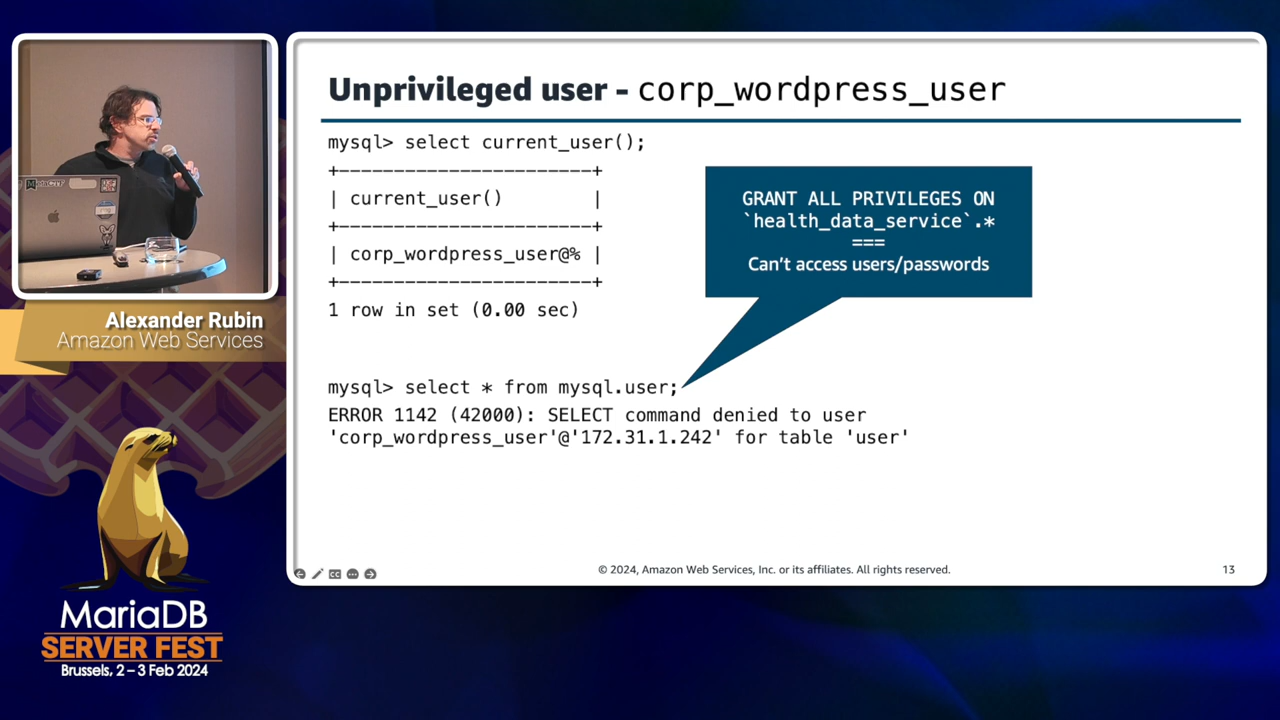 Unprivileged user - corp_wordpress_user
mysql> select current_user();
+------------------------+
| current_user() |
+------------------------+
| corp_wordpress_user@% |
+------------------------+
1 row in set (0.00 sec)
GRANT ALL PRIVILEGES ON
`health_data_service`.*
===
Can't access users/passwords
mysql> select * from mysql.user;
ERROR 1142 (42000): SELECT command denied to user
'corp_wordpress_user'@'172.31.1.242' for table 'user'
© 2024, Amazon Web Services, Inc. or its affiliates. All rights reserved.
13
CC
Alexander Rubin
Amazon Web Services
MariaDB
SERVER FEST
Brussels, 2 – 3 Feb 2024